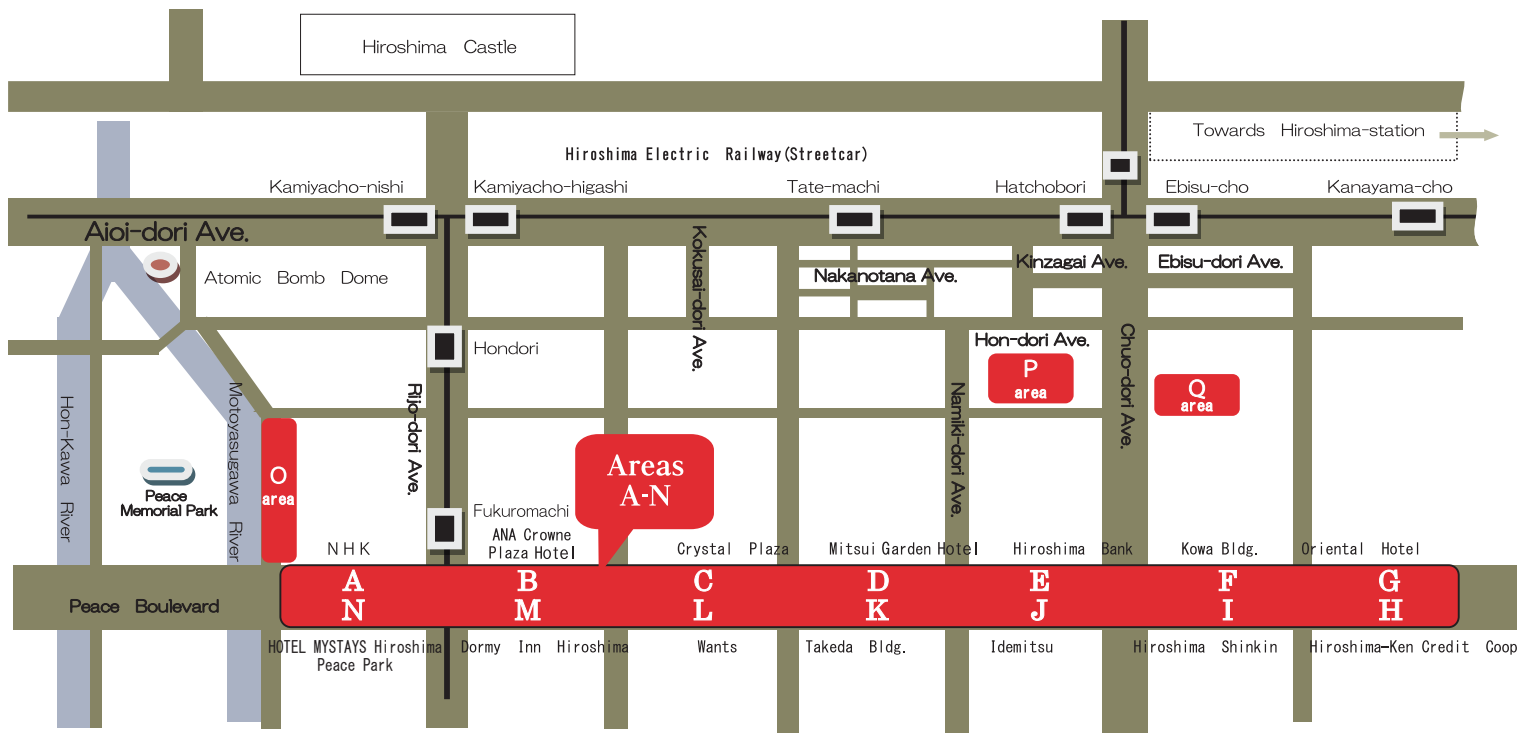 Hiroshima Castle
Towards Hiroshima-station
Hiroshima Electric Railway(Streetcar)
Kamiyacho-nishi
Kamiyacho-higashi
Tate-machi
Hatchobori
Ebisu-cho
Kanayama-cho
Aioi-dori Ave.
Kokusai-dori Ave.
Atomic Bomb Dome
Nakanotana Ave.
Kinzagai Ave.
Ebisu-dori Ave.
Hondori
Hon-dori Ave.
Chuo-dori Ave.
P
area
Q
area
Hon-Kawa River
Motoyasugawa River
Rijo-dori Ave.
Namiki-dori Ave.
O
area
Peace
Memorial Park
Areas
A-N
Fukuromachi
NHK
ANA Crowne
Plaza Hotel
Crystal Plaza
Mitsui Garden Hotel
Hiroshima Bank
Kowa Bldg.
Oriental Hotel
A
B
C
D
E
F
G
Peace Boulevard
N
M
L
K
J
I
H
HOTEL MYSTAYS Hiroshima
Peace Park
Dormy Inn Hiroshima
Wants
Takeda Bldg.
Idemitsu
Hiroshima Shinkin
Hiroshima-Ken Credit Coop